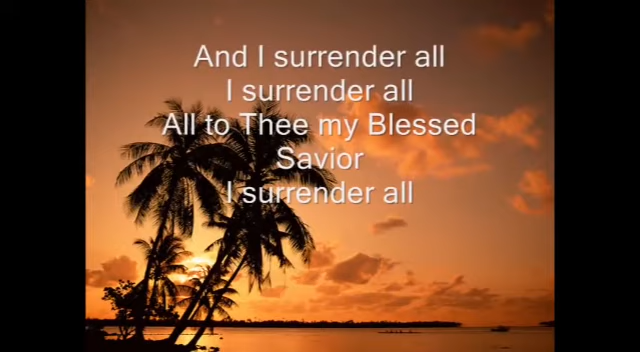 And I surrender all
I surrender all
All to Thee my Blessed
Savior
I surrender all